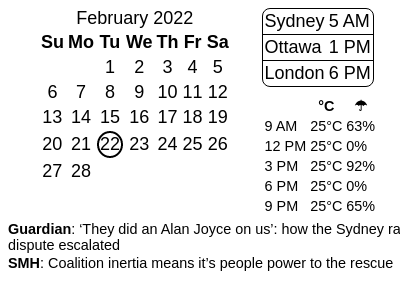 February 2022
Su Mo Tu We Th Fr Sa
1 2 3 4 5
6 7 8 9 10 11 12
13 14 15 16 17 18 19
20 21 22 23 24 25 26
27 28
Sydney 5 AM
Ottawa 1 PM
London 6 PM
°C ☂
9 AM 25°C 63%
12 PM 25°C 0%
3 PM 25°C 92%
6 PM 25°C 0%
9 PM 25°C 65%
Guardian: ‘They did an Alan Joyce on us’: how the Sydney ra
dispute escalated
SMH: Coalition inertia means it’s people power to the rescue